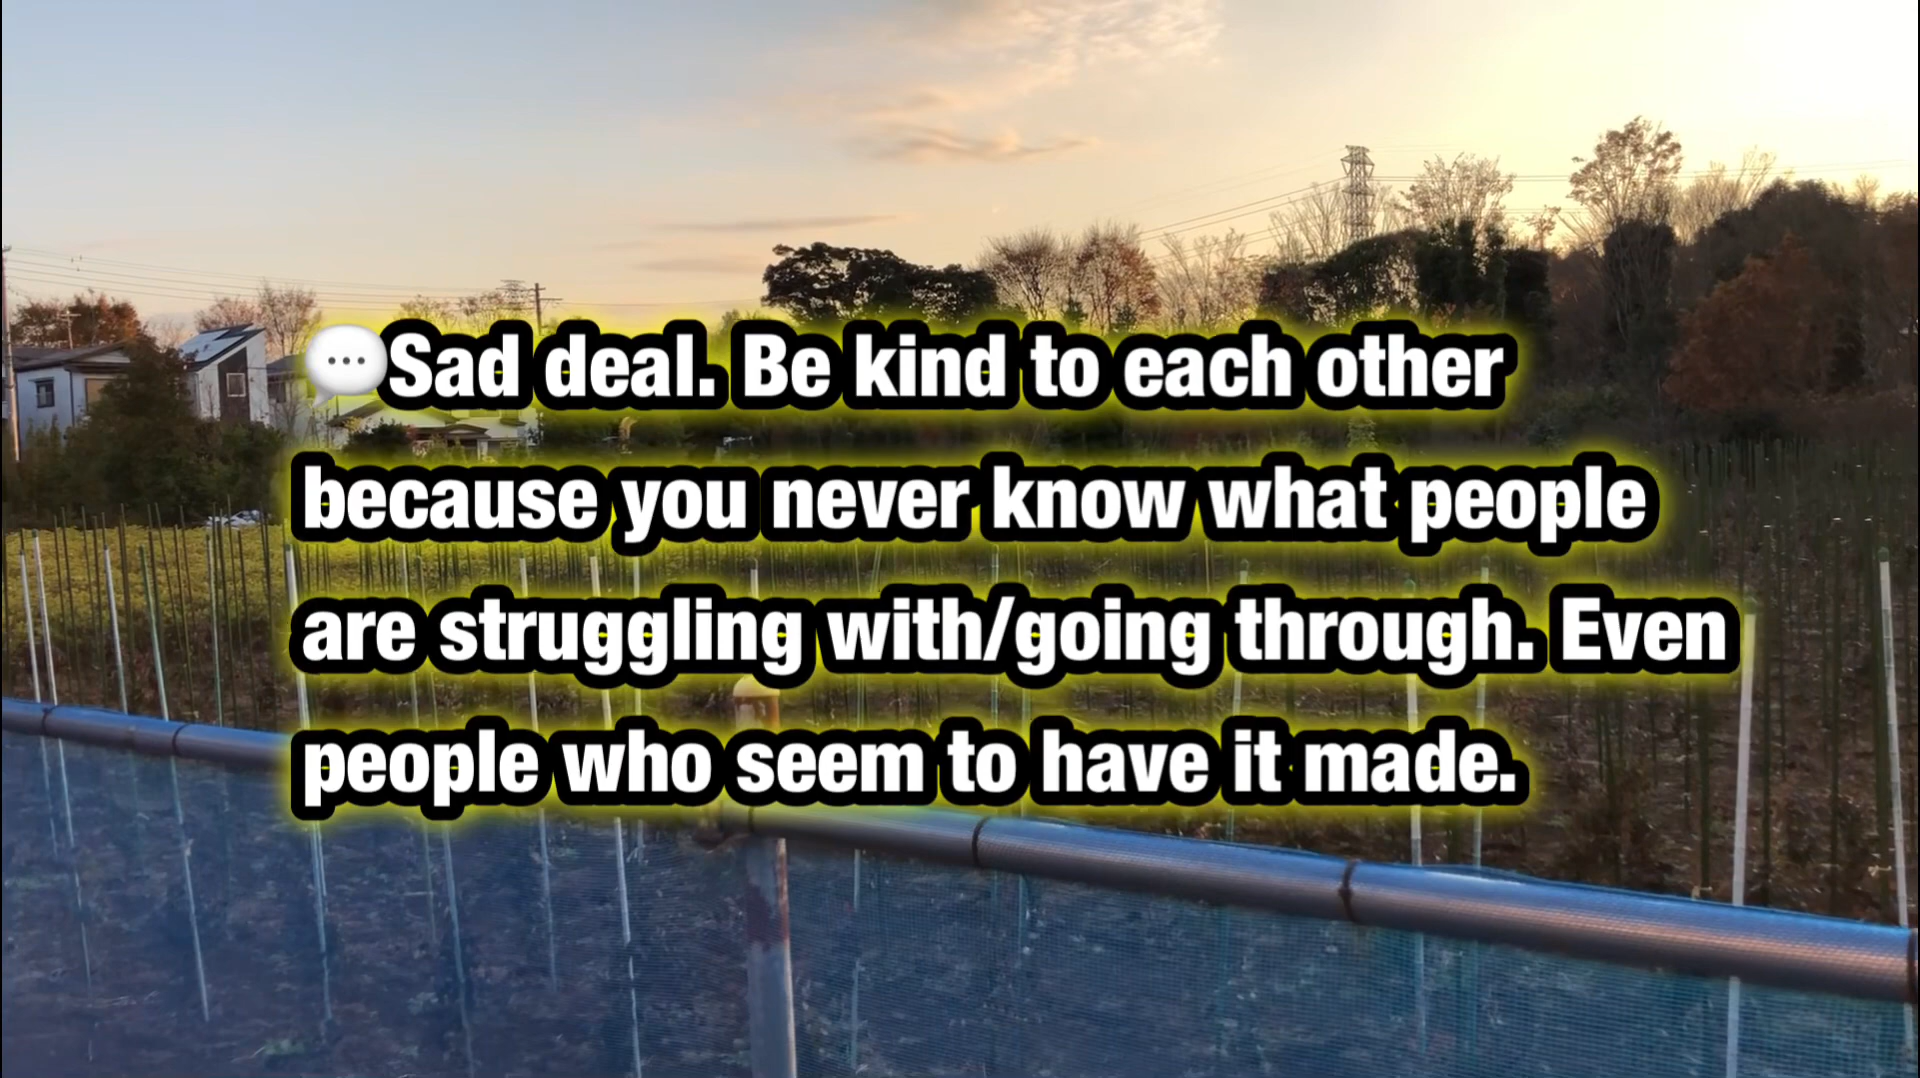 💬Sad deal. Be kind to each other
because you never know what people
are struggling with/going through. Even
people who seem to have it made.